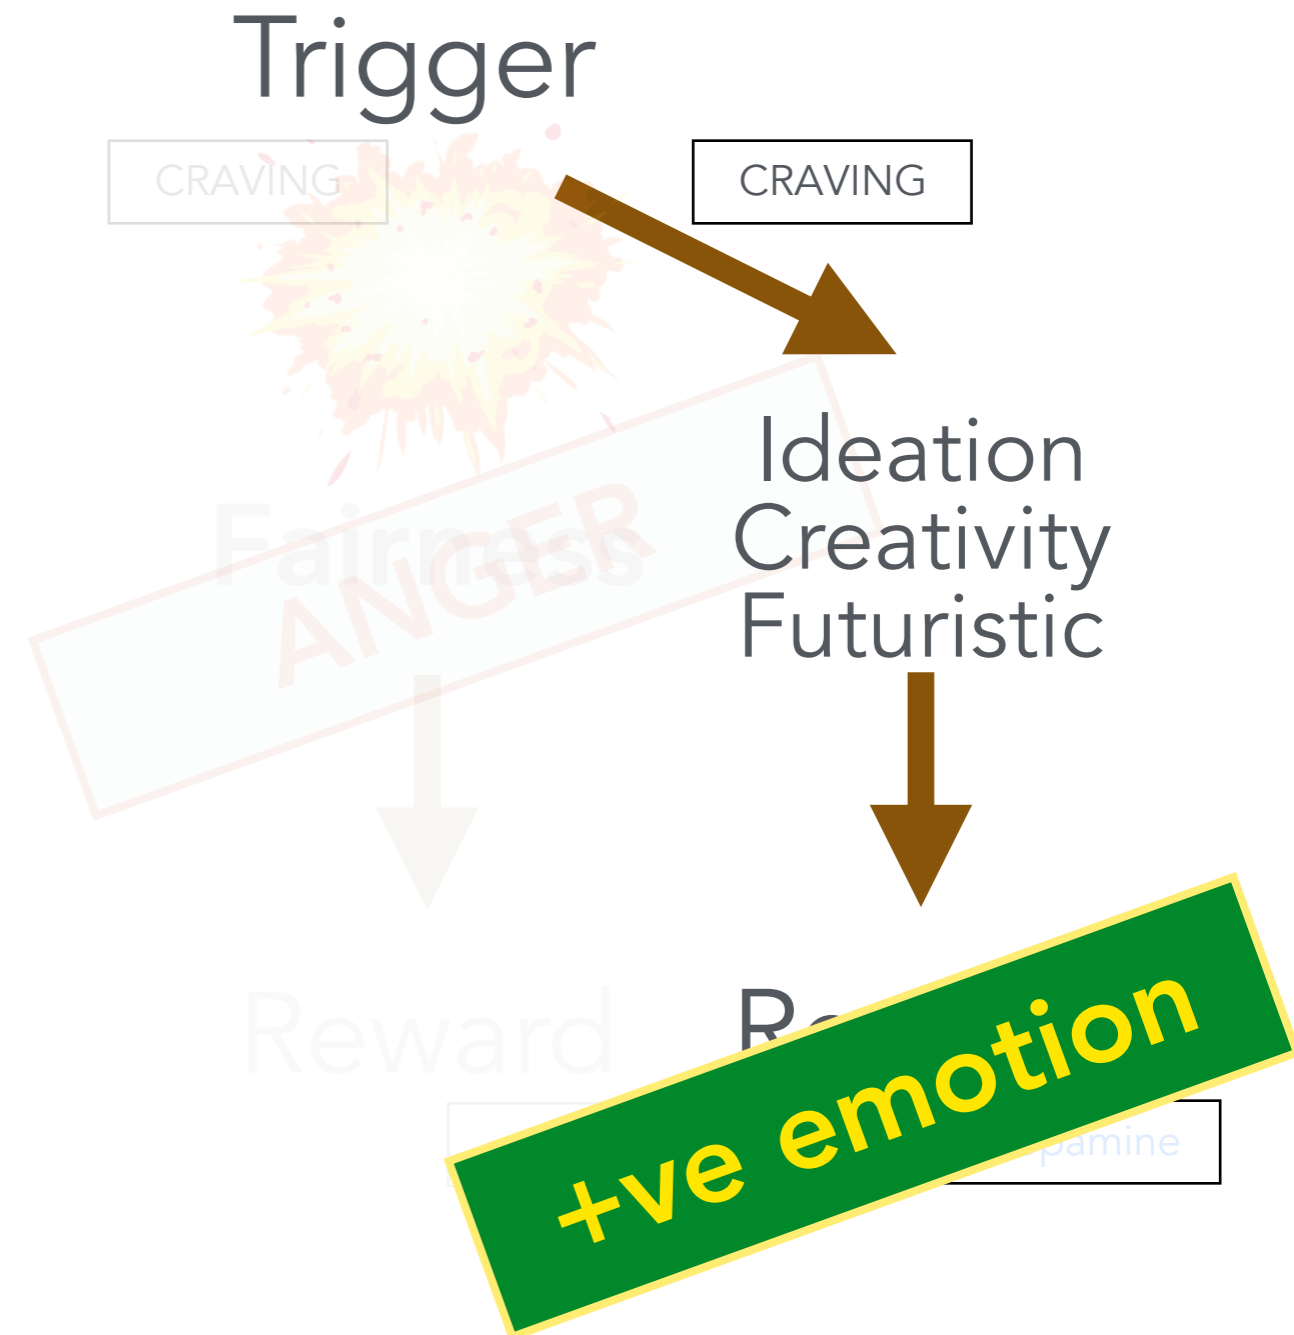 Trigger
CRAVING
CRAVING
Ideation
Creativity
Futuristic
Fairness
ANGER
Reward
+ve emotion